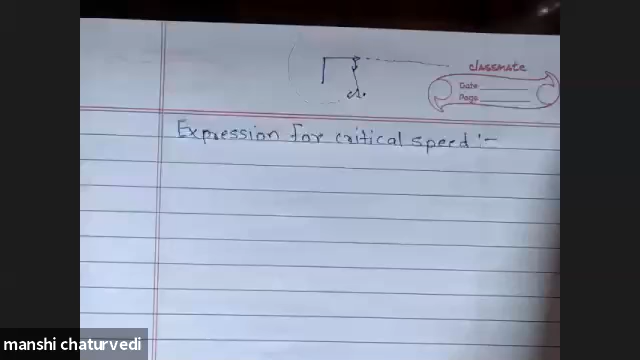 classmate
Date
Page
Expression for critical speed :-
manshi chaturvedi